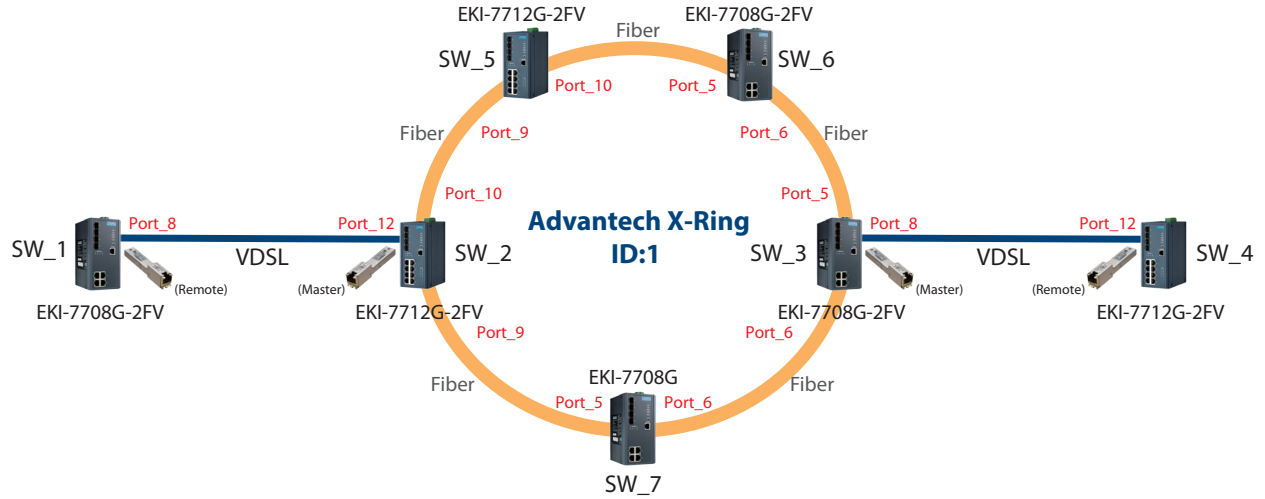 EKI-7712G-2FV
EKI-7708G-2FV
Fiber
SW_5
SW_6
Port_10
Port_5
Fiber
Port_9
Port_6
Fiber
Port_10
Port_5
Advantech X-Ring
ID:1
Port_8
Port_12
Port_8
Port_12
SW_1
VDSL
SW_2
SW_3
VDSL
SW_4
(Remote)
(Master)
(Master)
(Remote)
EKI-7708G-2FV
EKI-7712G-2FV
EKI-7708G-2FV
EKI-7712G-2FV
Port_9
Port_6
Fiber
EKI-7708G
Fiber
Port_5
Port_6
SW_7